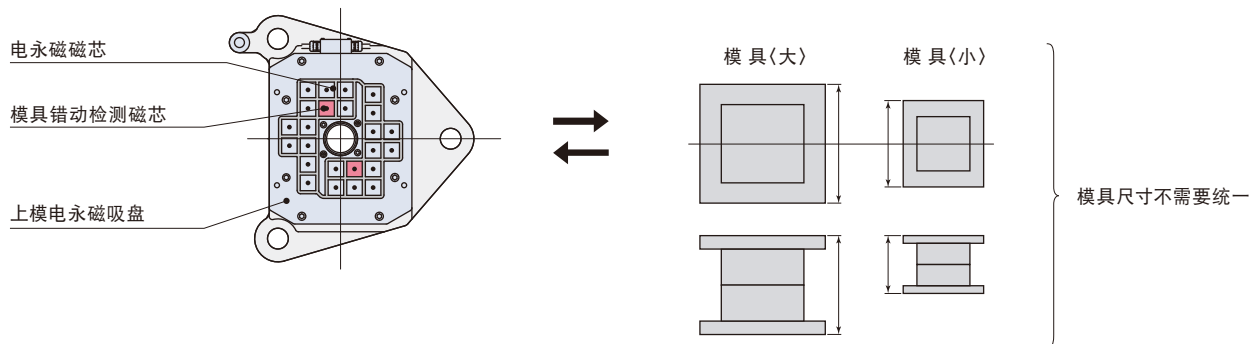 电永磁磁芯
模具错动检测磁芯
上模电永磁吸盘
模 具〈大〉
模 具〈小〉
模具尺寸不需要统一